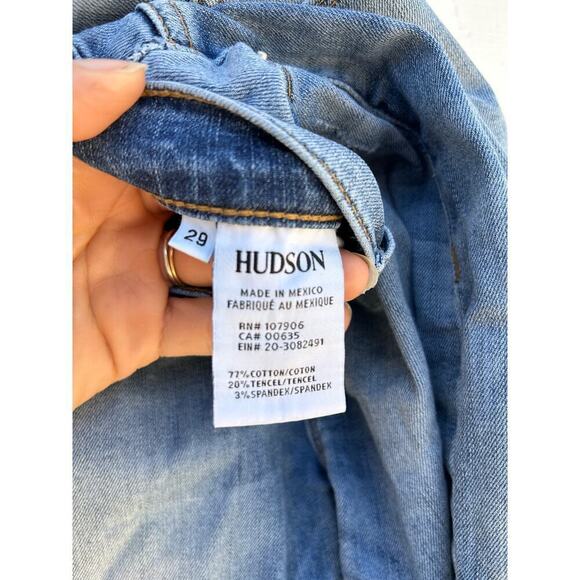 29
HUDSON
MADE IN MEXICO
FABRIQUÉ AU MEXIQUE
RN# 107906
CA# 00635
EIN# 20-3082491
77% COTTON/COTON
20% TENCEL/TENCEL
3% SPANDEX/SPANDEX